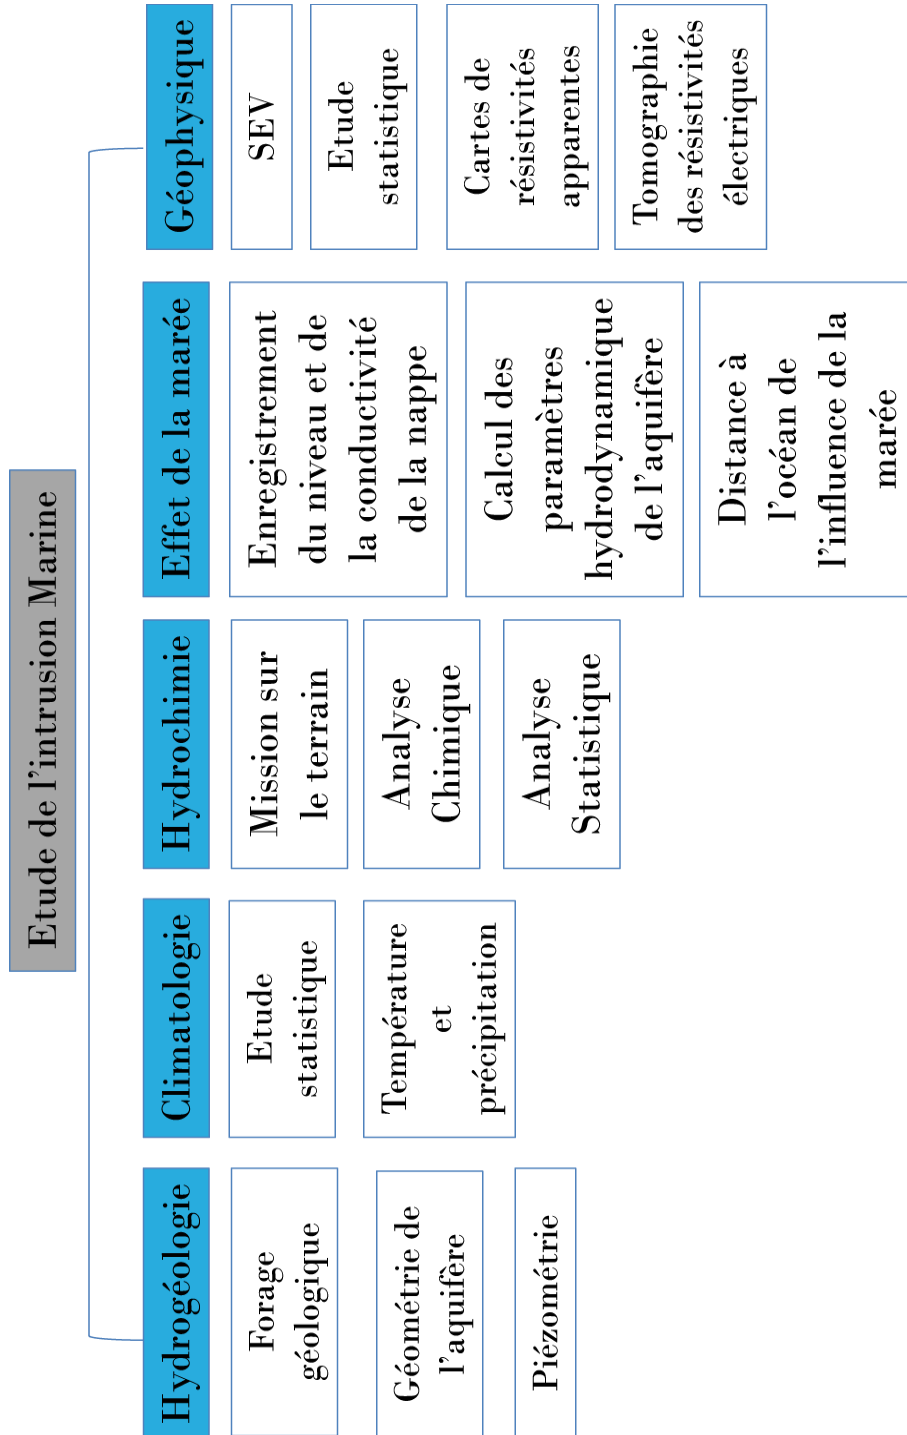 Etude de l'intrusion Marine
Hydrogéologie
Forage
géologique
Géométrie de
l'aquifère
Piézométrie
Climatologie
Etude
statistique
Température
et
précipitation
Hydrochimie
Mission sur
le terrain
Analyse
Chimique
Analyse
Statistique
Effet de la marée
Enregistrement
du niveau et de
la conductivité
de la nappe
Calcul des
paramètres
hydrodynamique
de l'aquifère
Distance à
l'océan de
l'influence de la
marée
Géophysique
SEV
Etude
statistique
Cartes de
résistivités
apparentes
Tomographie
des résistivités
électriques